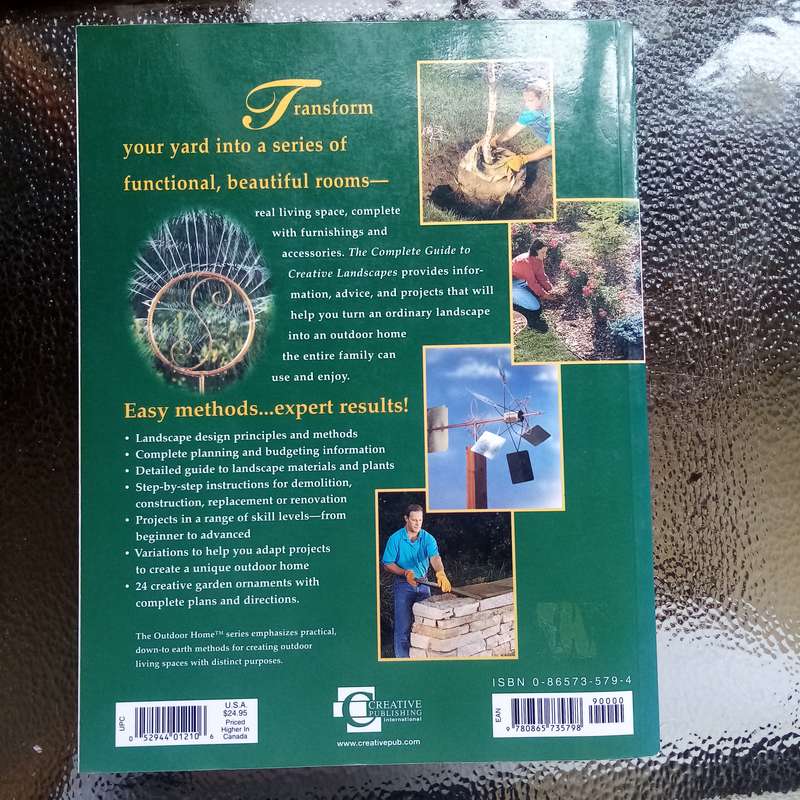 Transform
your yard into a series of
functional, beautiful rooms—
real living space, complete
with furnishings and
accessories. The Complete Guide to
Creative Landscapes provides infor-
mation, advice, and projects that will
help you turn an ordinary landscape
into an outdoor home
the entire family can
use and enjoy.
Easy methods...expert results!
• Landscape design principles and methods
• Complete planning and budgeting information
• Detailed guide to landscape materials and plants
• Step-by-step instructions for demolition,
construction, replacement or renovation
• Projects in a range of skill levels—from
beginner to advanced
• Variations to help you adapt projects
to create a unique outdoor home
• 24 creative garden ornaments with
complete plans and directions.
The Outdoor Home™ series emphasizes practical,
down-to earth methods for creating outdoor
living spaces with distinct purposes.
UPC
0 52944 01210 6
U.S.A.
$24.95
Priced
Higher In
Canada
CREATIVE
PUBLISHING
international
www.creativepub.com
ISBN 0-86573-579-4
EAN
9 780865 735798
90000